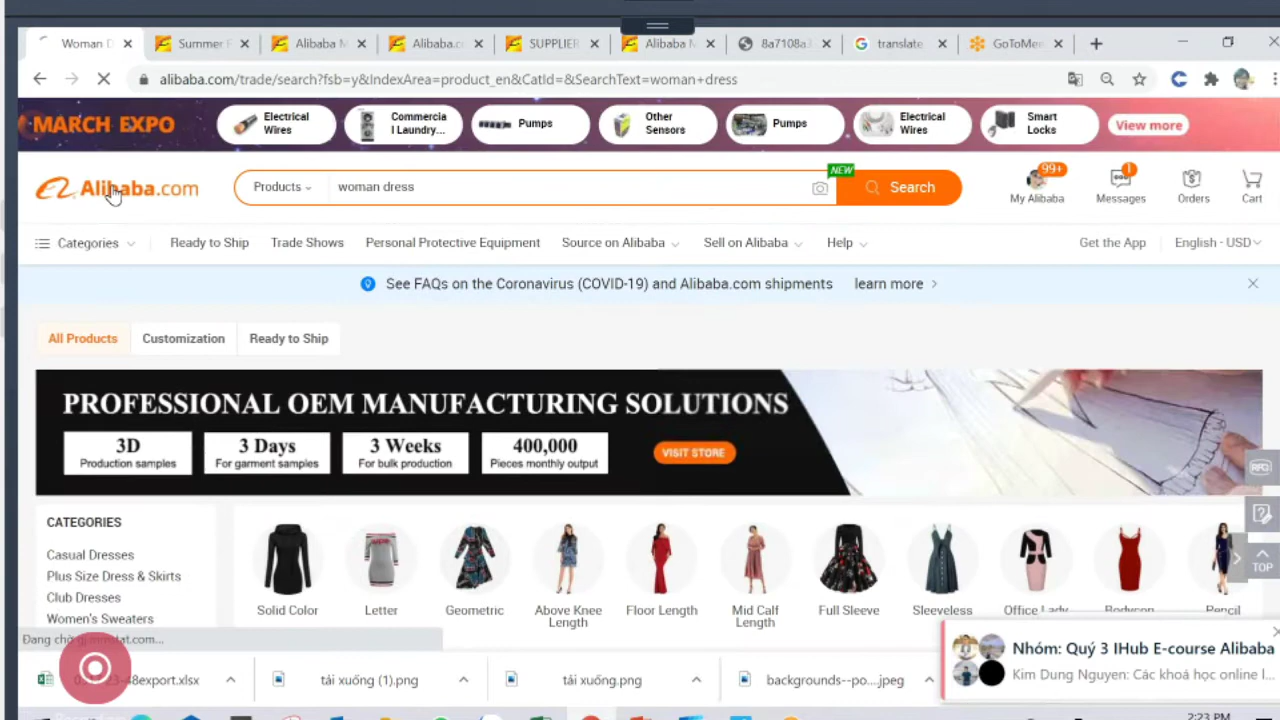 Woman D
Summer F
Alibaba M
Alibaba.c
SUPPLIER
Alibaba M
8a7108a3
translate
GoToMe
alibaba.com/trade/search?fsb=y&IndexArea=product_en&CatId=&SearchText=woman+dress
MARCH EXPO
Electrical
Wires
Commercia
l Laundry...
Pumps
Other
Sensors
Pumps
Electrical
Wires
Smart
Locks
View more
Alibaba.com
Products
woman dress
NEW
Search
99+
My Alibaba
1
Messages
Orders
Cart
Categories
Ready to Ship
Trade Shows
Personal Protective Equipment
Source on Alibaba
Sell on Alibaba
Help
Get the App
English - USD
See FAQs on the Coronavirus (COVID-19) and Alibaba.com shipments
learn more
All Products
Customization
Ready to Ship
PROFESSIONAL OEM MANUFACTURING SOLUTIONS
3D
Production samples
3 Days
For garment samples
3 Weeks
For bulk production
400,000
Pieces monthly output
VISIT STORE
RFQ
TOP
CATEGORIES
Casual Dresses
Plus Size Dress & Skirts
Club Dresses
Women's Sweaters
Solid Color
Letter
Geometric
Above Knee
Length
Floor Length
Mid Calf
Length
Full Sleeve
Sleeveless
Office Lady
Bodycon
Pencil
Đang chờ gj.mmstat.com...
Nhóm: Quý 3 IHub E-course Alibaba
Kim Dung Nguyen: Các khoá học online l...
48export.xlsx
tải xuống (1).png
tải xuống.png
backgrounds--po....jpeg
2:23 PM